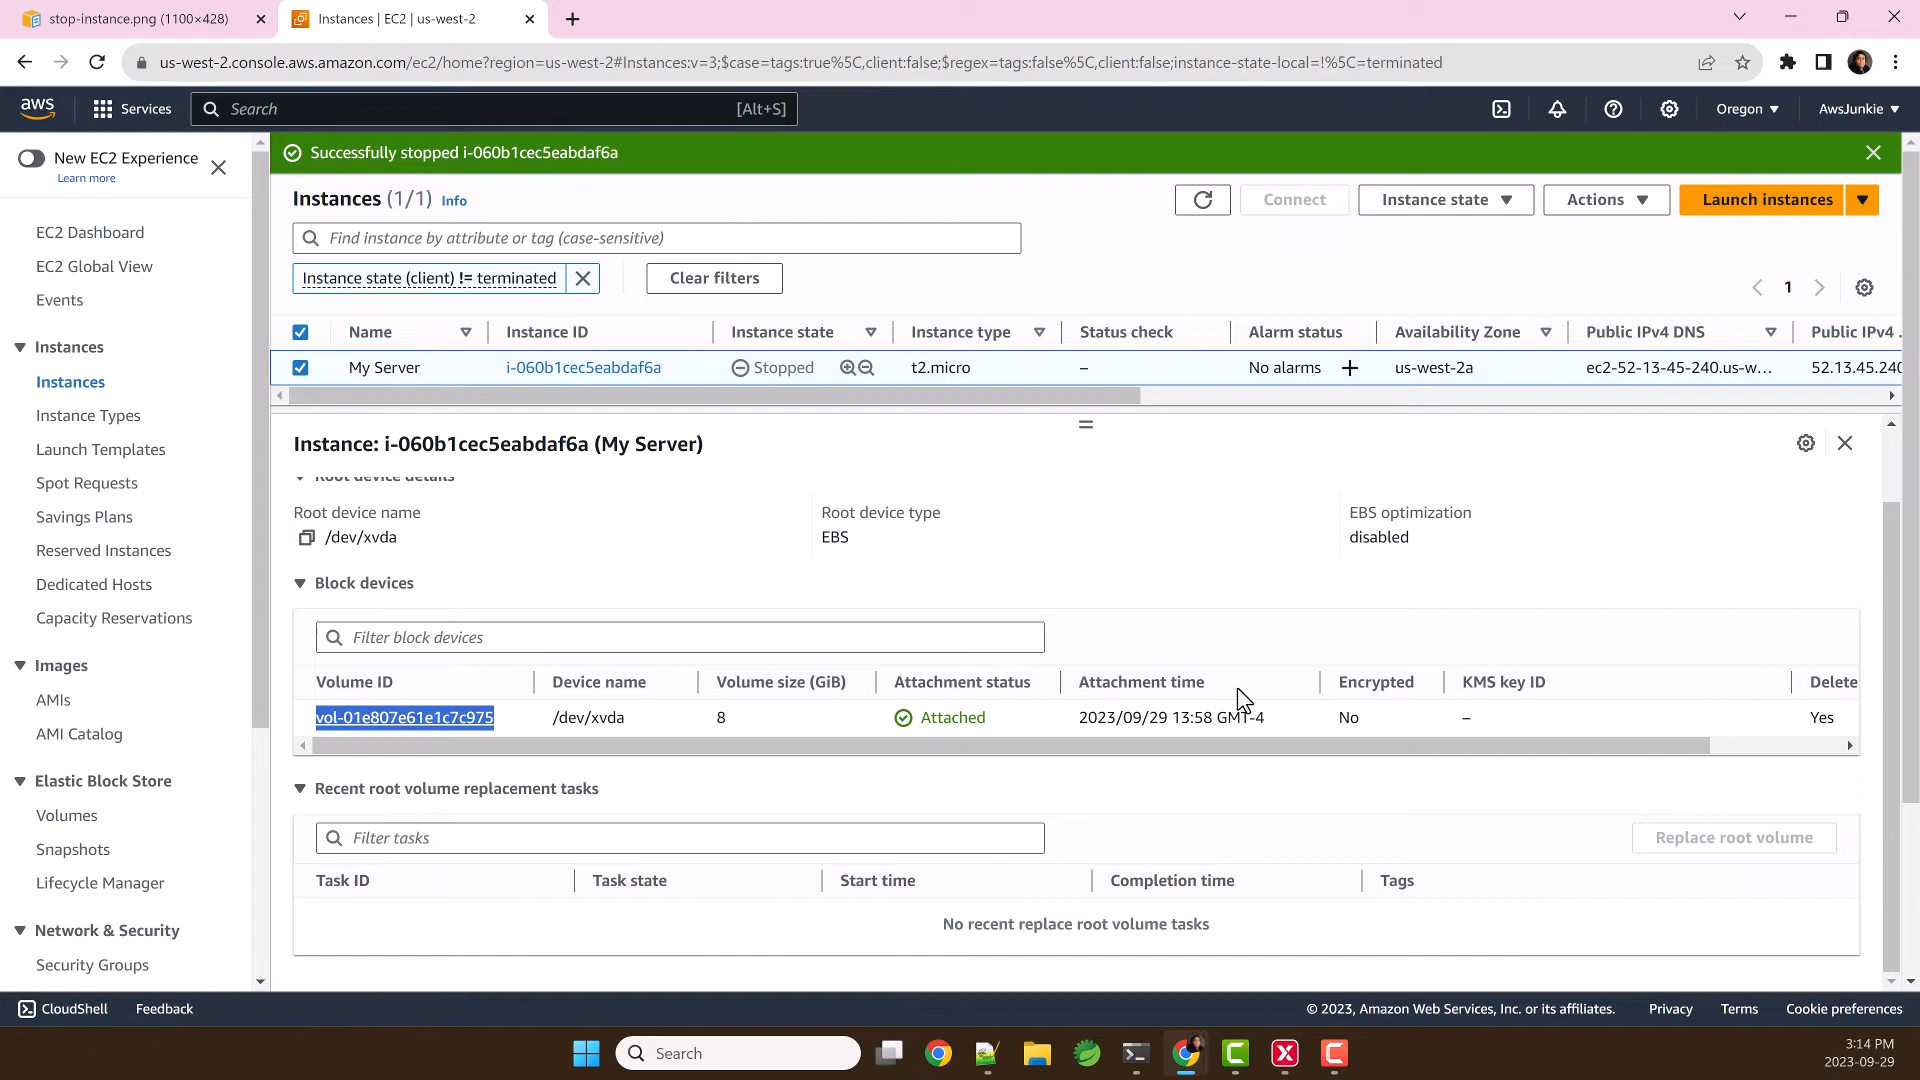 stop-instance.png (1100×428)
Instances | EC2 | us-west-2
us-west-2.console.aws.amazon.com/ec2/home?region=us-west-2#Instances:v=3;$case=tags:true%5C,client:false;$regex=tags:false%5C,client:false;instance-state-local=!%5C=terminated
aws
Services
Search
[Alt+S]
Oregon
AwsJunkie
New EC2 Experience
Learn more
EC2 Dashboard
EC2 Global View
Events
Instances
Instances
Instance Types
Launch Templates
Spot Requests
Savings Plans
Reserved Instances
Dedicated Hosts
Capacity Reservations
Images
AMIs
AMI Catalog
Elastic Block Store
Volumes
Snapshots
Lifecycle Manager
Network & Security
Security Groups
Successfully stopped i-060b1cec5eabdaf6a
Instances (1/1) Info
Connect
Instance state
Actions
Launch instances
Find instance by attribute or tag (case-sensitive)
Instance state (client) != terminated
Clear filters
1
Name Instance ID Instance state Instance type Status check Alarm status Availability Zone Public IPv4 DNS Public IPv4 .
My Server i-060b1cec5eabdaf6a Stopped t2.micro – No alarms + us-west-2a ec2-52-13-45-240.us-w... 52.13.45.240
Instance: i-060b1cec5eabdaf6a (My Server)
Root device details
Root device name Root device type EBS optimization
/dev/xvda EBS disabled
Block devices
Filter block devices
Volume ID Device name Volume size (GiB) Attachment status Attachment time Encrypted KMS key ID Delete
vol-01e807e61e1c7c975 /dev/xvda 8 Attached 2023/09/29 13:58 GMT-4 No – Yes
Recent root volume replacement tasks
Filter tasks
Replace root volume
Task ID Task state Start time Completion time Tags
No recent replace root volume tasks
CloudShell Feedback © 2023, Amazon Web Services, Inc. or its affiliates. Privacy Terms Cookie preferences
Search
3:14 PM
2023-09-29